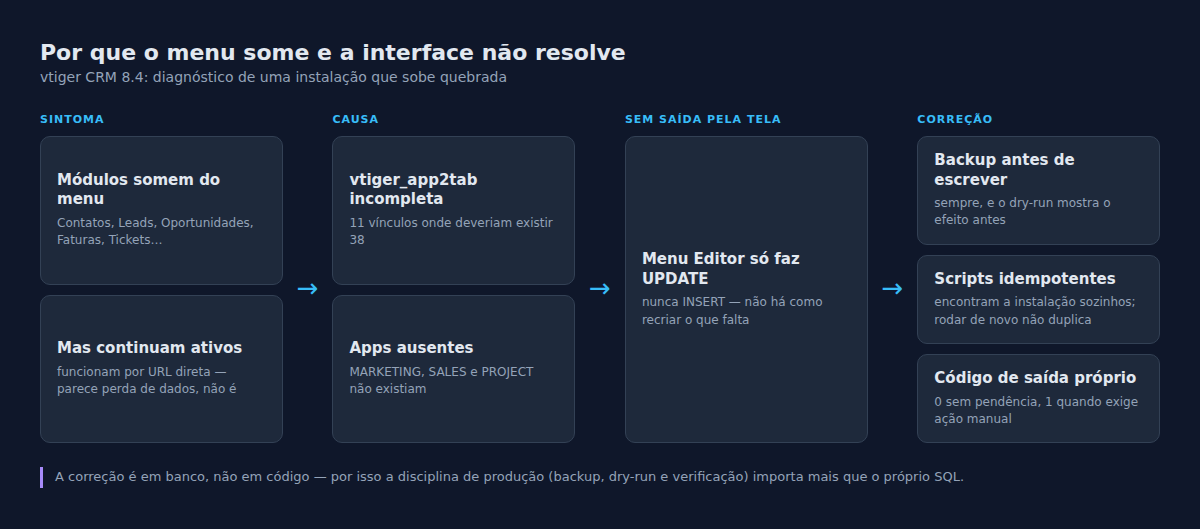 Por que o menu some e a interface não resolve
vtiger CRM 8.4: diagnóstico de uma instalação que sobe quebrada
SINTOMA
Módulos somem do
menu
Contatos, Leads, Oportunidades,
Faturas, Tickets…
Mas continuam ativos
funcionam por URL direta —
parece perda de dados, não é
→
CAUSA
vtiger_app2tab
incompleta
11 vínculos onde deveriam existir
38
Apps ausentes
MARKETING, SALES e PROJECT
não existiam
→
SEM SAÍDA PELA TELA
Menu Editor só faz
UPDATE
nunca INSERT — não há como
recriar o que falta
→
CORREÇÃO
Backup antes de
escrever
sempre, e o dry-run mostra o
efeito antes
Scripts idempotentes
encontram a instalação sozinhos;
rodar de novo não duplica
Código de saída próprio
0 sem pendência, 1 quando exige
ação manual
A correção é em banco, não em código — por isso a disciplina de produção (backup, dry-run e verificação) importa mais que o próprio SQL.